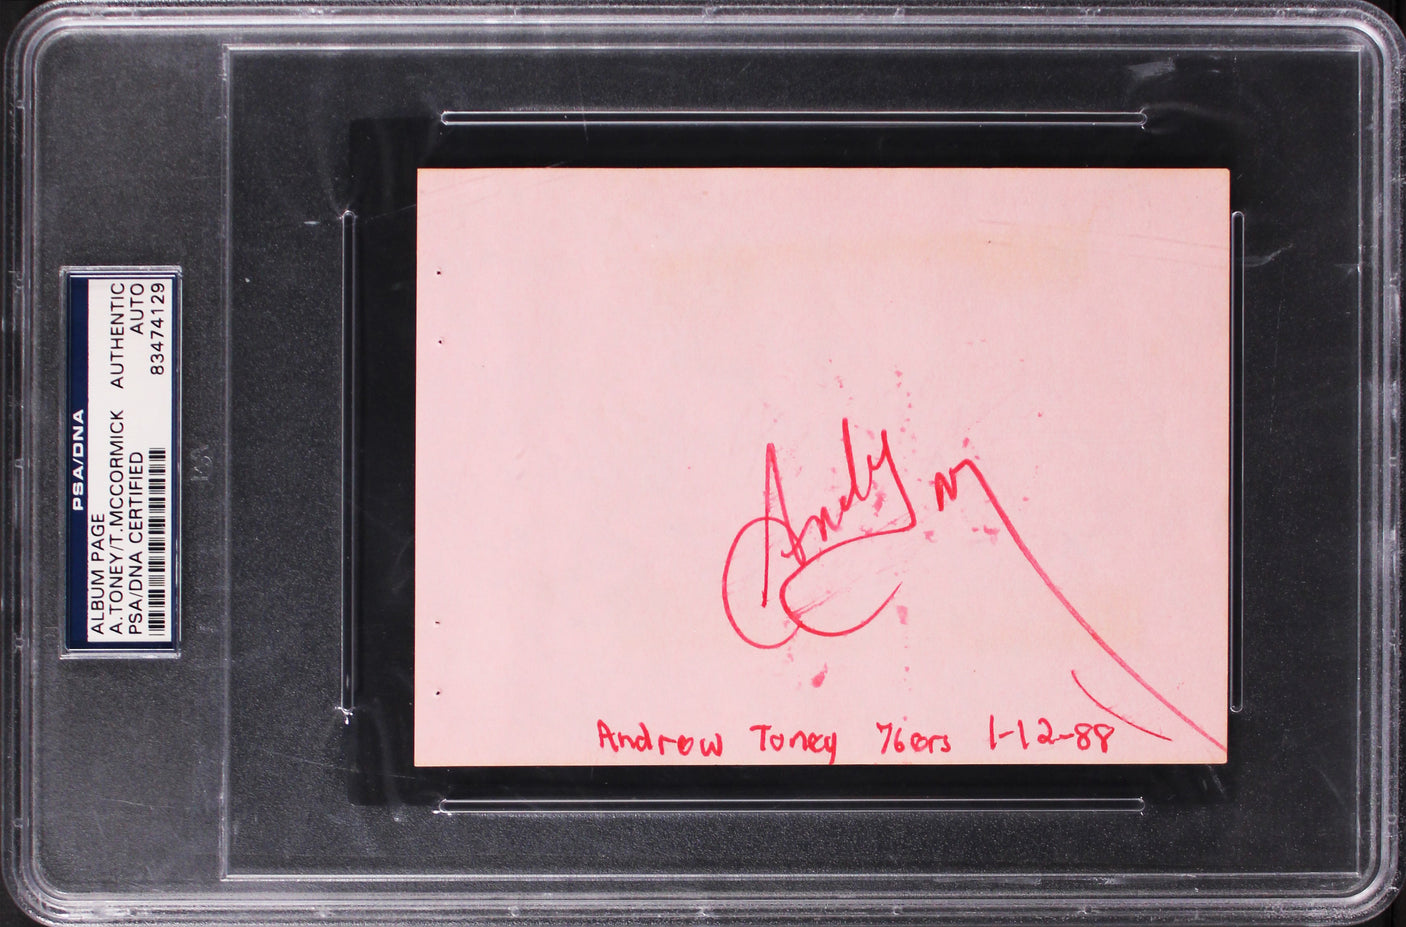 PSA/DNA
ALBUM PAGE
A.TONEY/T.MCCORMICK AUTHENTIC
PSA/DNA CERTIFIED AUTO
83474129
Andy
Andrew Toney 76ers 1-12-88